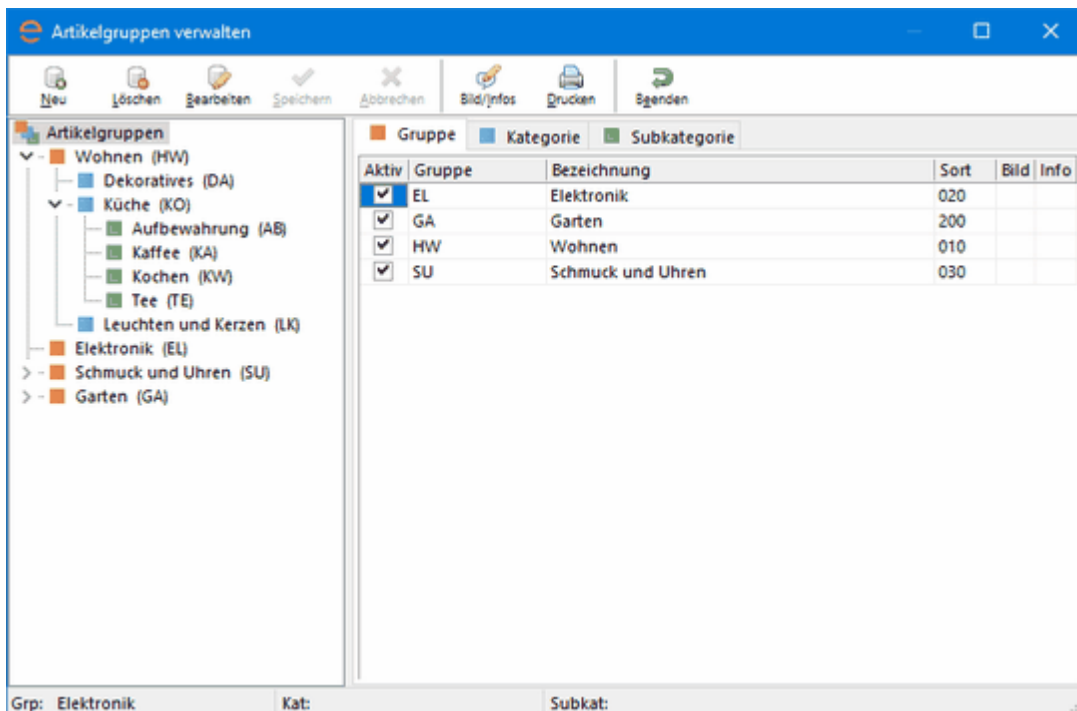 Artikelgruppen verwalten
Neu Löschen Bearbeiten Speichern Abbrechen Bild/Infos Drucken Beenden
Artikelgruppen
Wohnen (HW)
Dekoratives (DA)
Küche (KO)
Aufbewahrung (AB)
Kaffee (KA)
Kochen (KW)
Tee (TE)
Leuchten und Kerzen (LK)
Elektronik (EL)
Schmuck und Uhren (SU)
Garten (GA)
Gruppe Kategorie Subkategorie
Aktiv Gruppe Bezeichnung Sort Bild Info
EL Elektronik 020
GA Garten 200
HW Wohnen 010
SU Schmuck und Uhren 030
Grp: Elektronik Kat: Subkat: